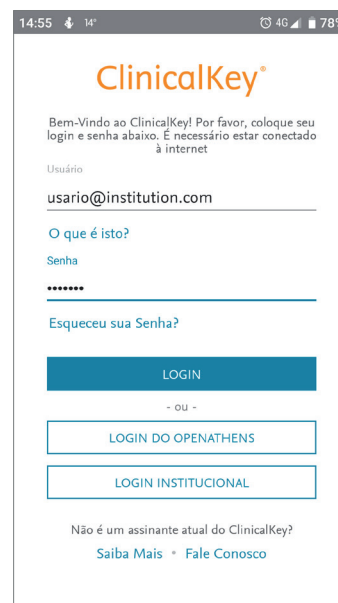 14:55 14° 4G 78%
ClinicalKey®
Bem-Vindo ao ClinicalKey! Por favor, coloque seu
login e senha abaixo. É necessário estar conectado
à internet
Usuário
usario@institution.com
O que é isto?
Senha
•••••••
Esqueceu sua Senha?
LOGIN
- ou -
LOGIN DO OPENATHENS
LOGIN INSTITUCIONAL
Não é um assinante atual do ClinicalKey?
Saiba Mais • Fale Conosco